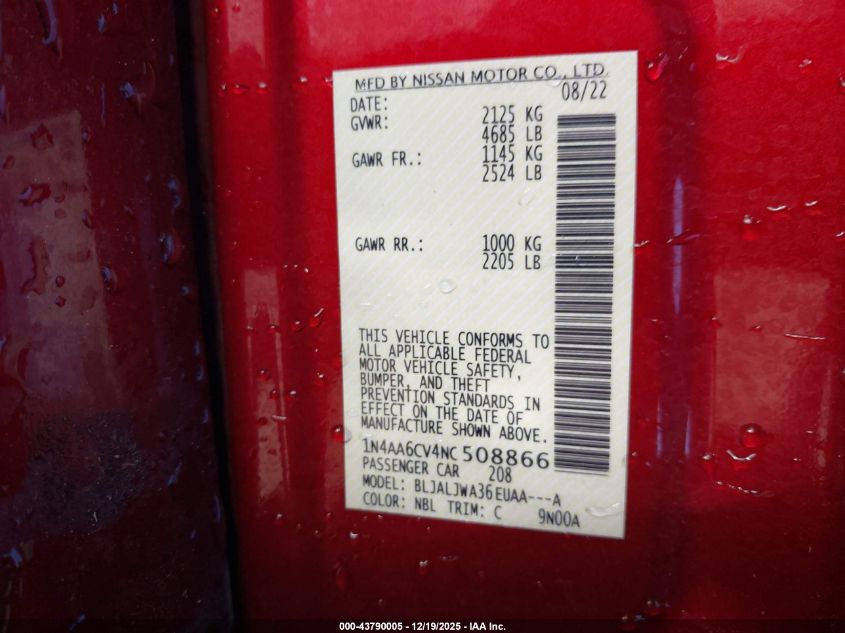 MFD BY NISSAN MOTOR CO., LTD.
DATE: 08/22
GVWR: 2125 KG
4685 LB
GAWR FR.: 1145 KG
2524 LB
GAWR RR.: 1000 KG
2205 LB
THIS VEHICLE CONFORMS TO
ALL APPLICABLE FEDERAL
MOTOR VEHICLE SAFETY,
BUMPER, AND THEFT
PREVENTION STANDARDS IN
EFFECT ON THE DATE OF
MANUFACTURE SHOWN ABOVE.
1N4AA6CV4NC508866
PASSENGER CAR 208
MODEL: BLJALJWA36EUAA---A
COLOR: NBL TRIM: C 9N00A
000-43790005 - 12/19/2025 - IAA Inc.